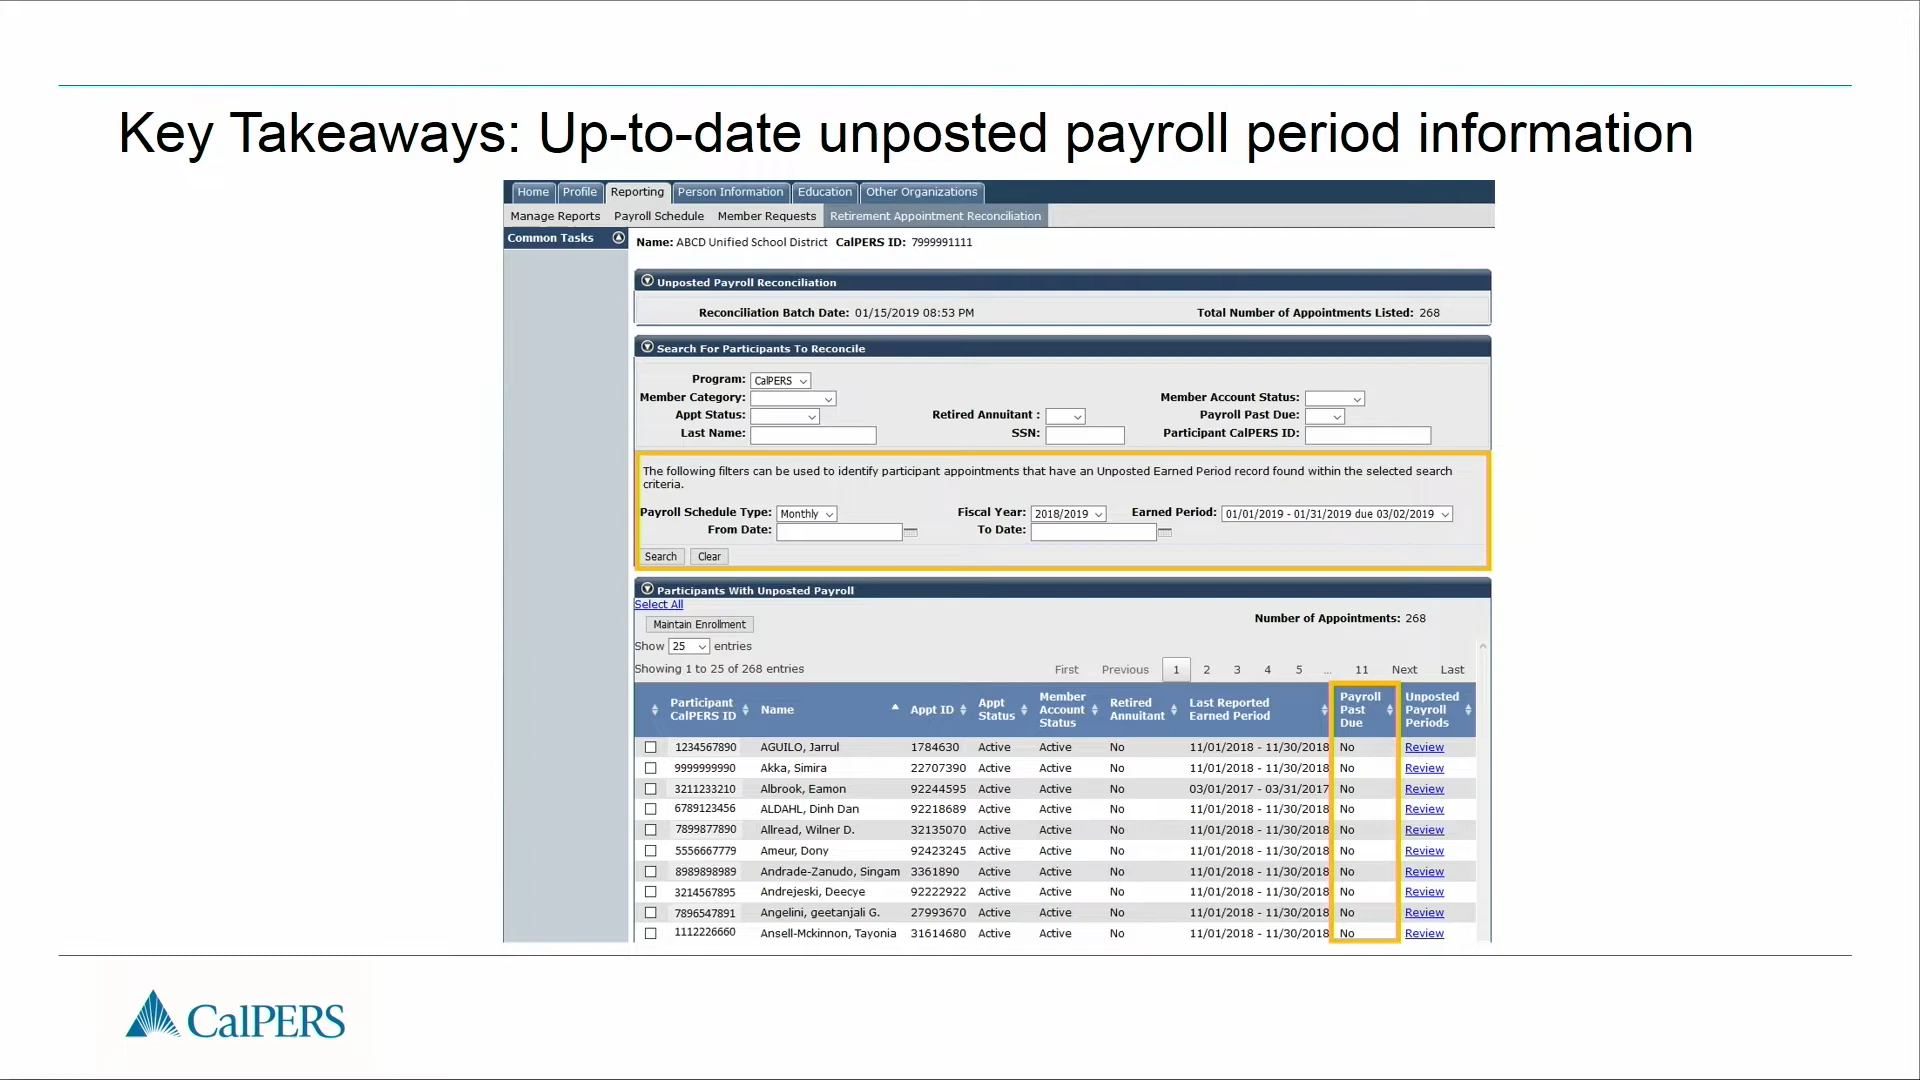 Key Takeaways: Up-to-date unposted payroll period information
Home Profile Reporting Person Information Education Other Organizations
Manage Reports Payroll Schedule Member Requests Retirement Appointment Reconciliation
Common Tasks
Name: ABCD Unified School District CalPERS ID: 7999991111
Unposted Payroll Reconciliation
Reconciliation Batch Date: 01/15/2019 08:53 PM Total Number of Appointments Listed: 268
Search For Participants To Reconcile
Program: CalPERS
Member Category: Member Account Status:
Appt Status: Retired Annuitant : Payroll Past Due:
Last Name: SSN: Participant CalPERS ID:
The following filters can be used to identify participant appointments that have an Unposted Earned Period record found within the selected search
criteria.
Payroll Schedule Type: Monthly Fiscal Year: 2018/2019 Earned Period: 01/01/2019 - 01/31/2019 due 03/02/2019
From Date: To Date:
Search Clear
Participants With Unposted Payroll
Select All
Number of Appointments: 268
Maintain Enrollment
Show 25 entries
Showing 1 to 25 of 268 entries First Previous 1 2 3 4 5 ... 11 Next Last
Participant CalPERS ID Name Appt ID Appt Status Member Account Status Retired Annuitant Last Reported Earned Period Payroll Past Due Unposted Payroll Periods
1234567890 AGUILO, Jarrul 1784630 Active Active No 11/01/2018 - 11/30/2018 No Review
9999999990 Akka, Simira 22707390 Active Active No 11/01/2018 - 11/30/2018 No Review
3211233210 Albrook, Eamon 92244595 Active Active No 03/01/2017 - 03/31/2017 No Review
6789123456 ALDAHL, Dinh Dan 92218689 Active Active No 11/01/2018 - 11/30/2018 No Review
7899877890 Allread, Wilner D. 32135070 Active Active No 11/01/2018 - 11/30/2018 No Review
5556667779 Ameur, Dony 92423245 Active Active No 11/01/2018 - 11/30/2018 No Review
8989898989 Andrade-Zanudo, Singam 3361890 Active Active No 11/01/2018 - 11/30/2018 No Review
3214567895 Andrejeski, Deecye 92222922 Active Active No 11/01/2018 - 11/30/2018 No Review
7896547891 Angelini, geetanjali G. 27993670 Active Active No 11/01/2018 - 11/30/2018 No Review
1112226660 Ansell-Mckinnon, Tayonia 31614680 Active Active No 11/01/2018 - 11/30/2018 No Review
CalPERS